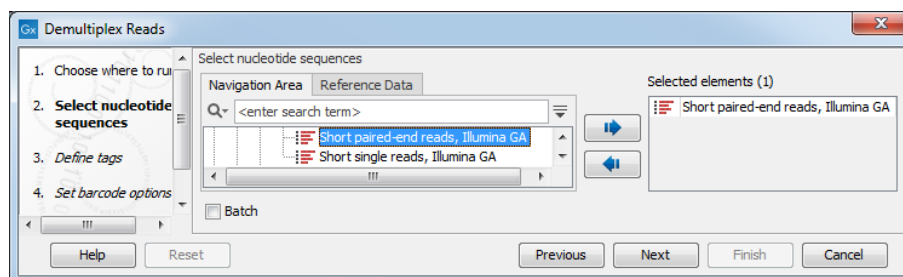 Gx Demultiplex Reads
1. Choose where to ru
2. Select nucleotide
sequences
3. Define tags
4. Set barcode options
Select nucleotide sequences
Navigation Area Reference Data
<enter search term>
Short paired-end reads, Illumina GA
Short single reads, Illumina GA
Batch
Selected elements (1)
Short paired-end reads, Illumina GA
Help Reset Previous Next Finish Cancel